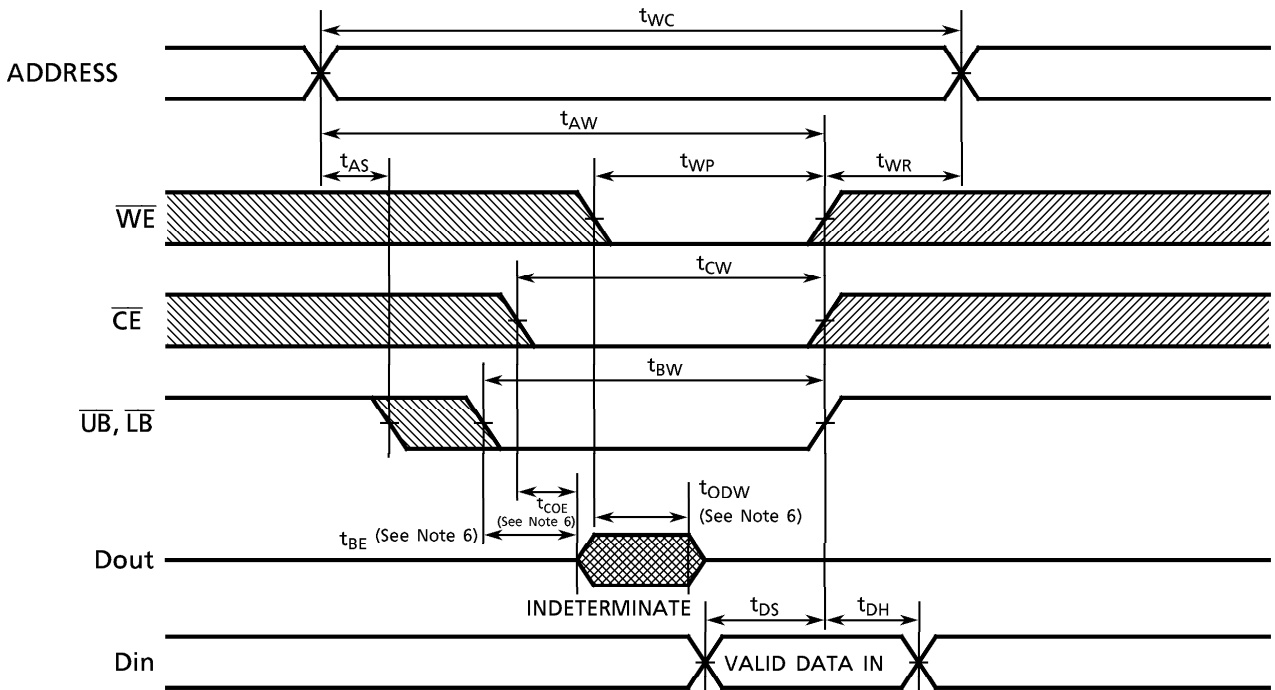 tWC
ADDRESS
tAW
tAS
tWP
tWR
WE
tCW
CE
tBW
UB, LB
tCOE
(See Note 6)
tODW
(See Note 6)
tBE (See Note 6)
Dout
INDETERMINATE
tDS
tDH
Din
VALID DATA IN